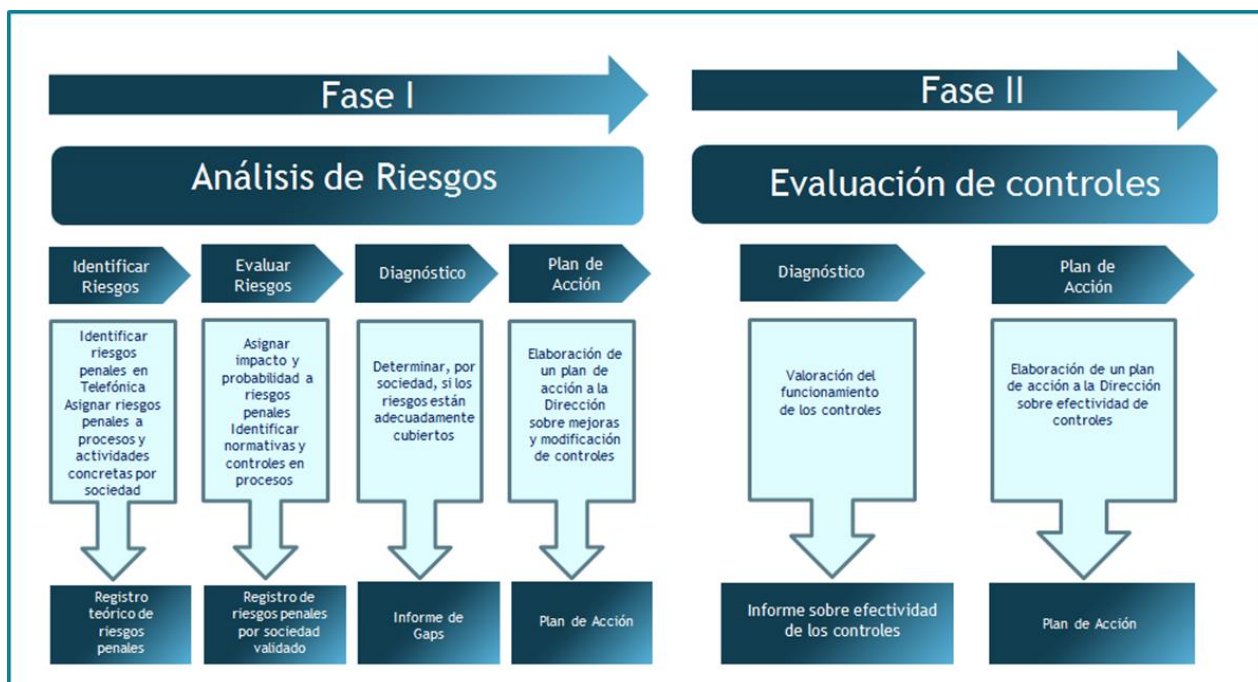 Fase I
Fase II
Análisis de Riesgos
Evaluación de controles
Identificar
Riesgos
Evaluar
Riesgos
Diagnóstico
Plan de
Acción
Diagnóstico
Plan de
Acción
Identificar
riesgos
penales en
Telefónica
Asignar riesgos
penales a
procesos y
actividades
concretas por
sociedad
Asignar
impacto y
probabilidad a
riesgos
penales
Identificar
normativas y
controles en
procesos
Determinar, por
sociedad, si los
riesgos están
adecuadamente
cubiertos
Elaboración de
un plan de
acción a la
Dirección
sobre mejoras
y modificación
de controles
Valoración del
funcionamiento
de los controles
Elaboración de un plan
de acción a la Dirección
sobre efectividad de
controles
Registro
teórico de
riesgos
penales
Registro de
riesgos penales
por sociedad
validado
Informe de
Gaps
Plan de Acción
Informe sobre efectividad
de los controles
Plan de Acción